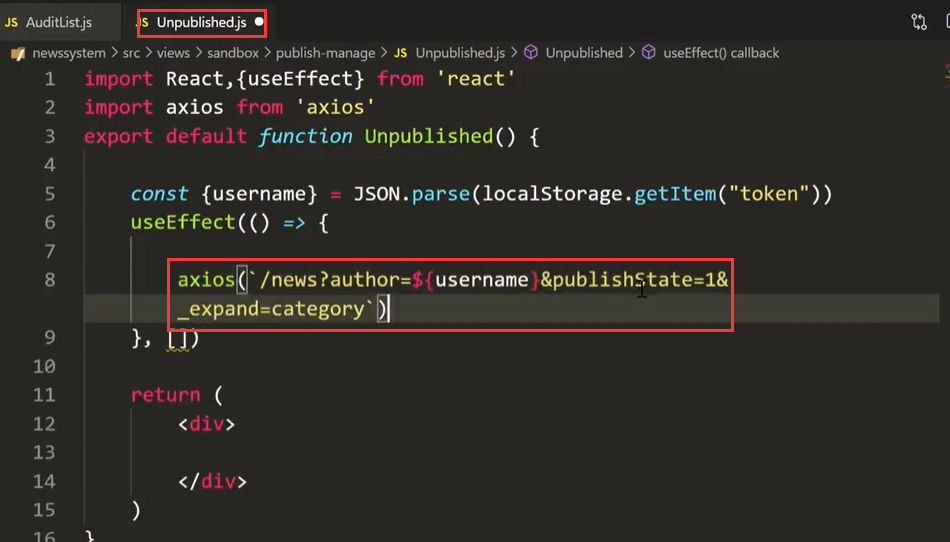 JS AuditList.js JS Unpublished.js
newssystem > src > views > sandbox > publish-manage > JS Unpublished.js > Unpublished > useEffect() callback
1 import React,{useEffect} from 'react'
2 import axios from 'axios'
3 export default function Unpublished() {
4
5 const {username} = JSON.parse(localStorage.getItem("token"))
6 useEffect(() => {
7
8 axios(`/news?author=${username}&publishState=1&
_expand=category`)
9 }, [])
10
11 return (
12 <div>
13
14 </div>
15 )
16 }